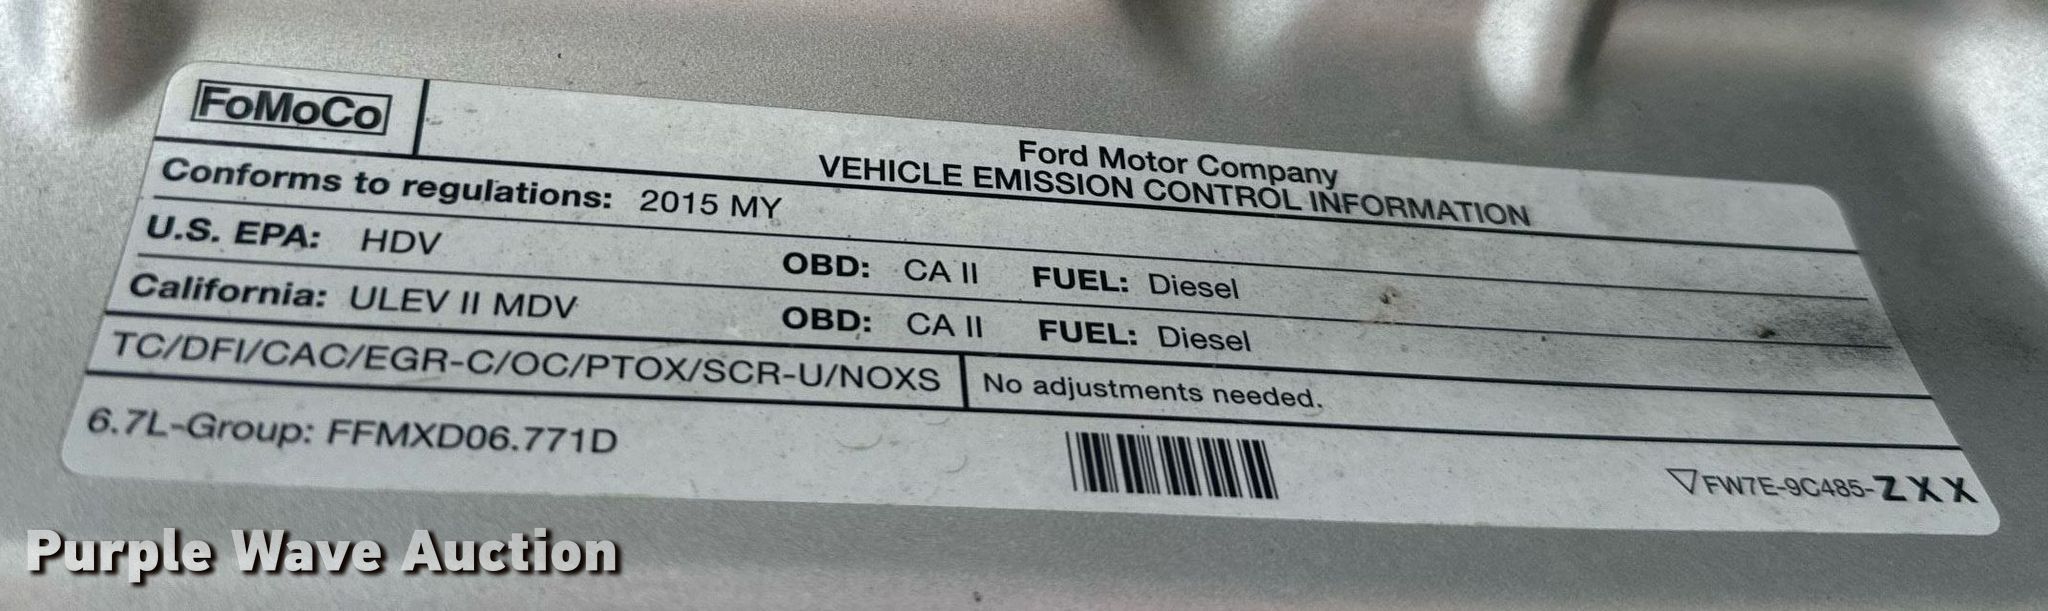 FoMoCo
Ford Motor Company
VEHICLE EMISSION CONTROL INFORMATION
Conforms to regulations: 2015 MY
U.S. EPA: HDV OBD: CA II FUEL: Diesel
California: ULEV II MDV OBD: CA II FUEL: Diesel
TC/DFI/CAC/EGR-C/OC/PTOX/SCR-U/NOXS No adjustments needed.
6.7L-Group: FFMXD06.771D
FW7E-9C485-ZXX
Purple Wave Auction